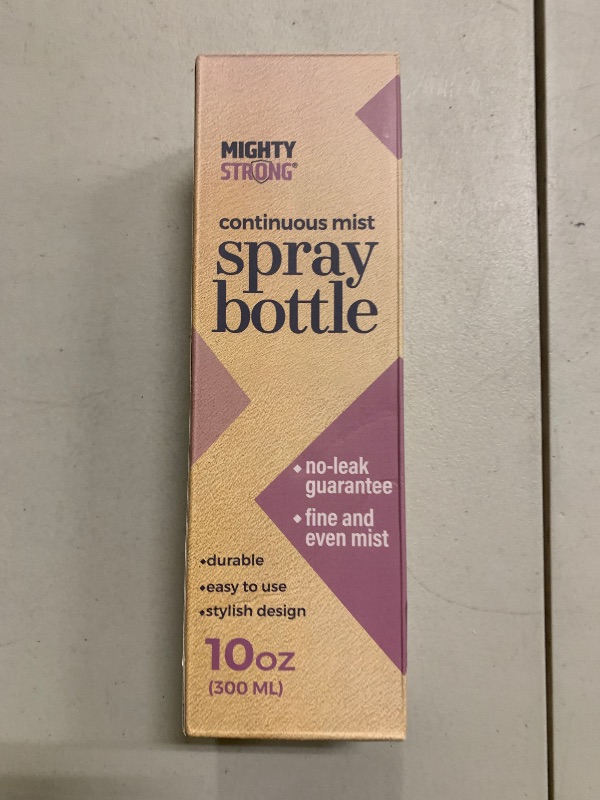 MIGHTY
STRONG®
continuous mist
spray
bottle
• no-leak
guarantee
• fine and
even mist
•durable
•easy to use
•stylish design
10oz
(300 ML)